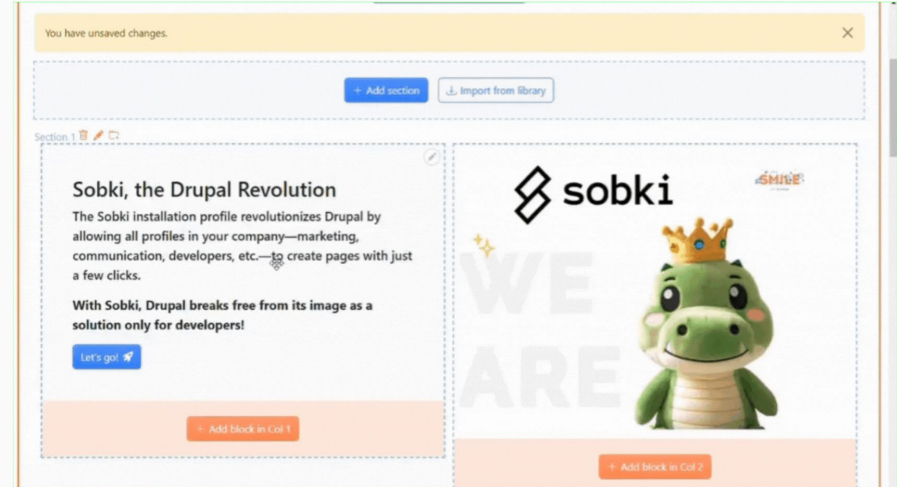 You have unsaved changes.
+ Add section
Import from library
Section 1
Sobki, the Drupal Revolution
The Sobki installation profile revolutionizes Drupal by
allowing all profiles in your company—marketing,
communication, developers, etc.—to create pages with just
a few clicks.
With Sobki, Drupal breaks free from its image as a
solution only for developers!
Let's go!
+ Add block in Col 1
sobki
SMILE
WE
ARE
+ Add block in Col 2